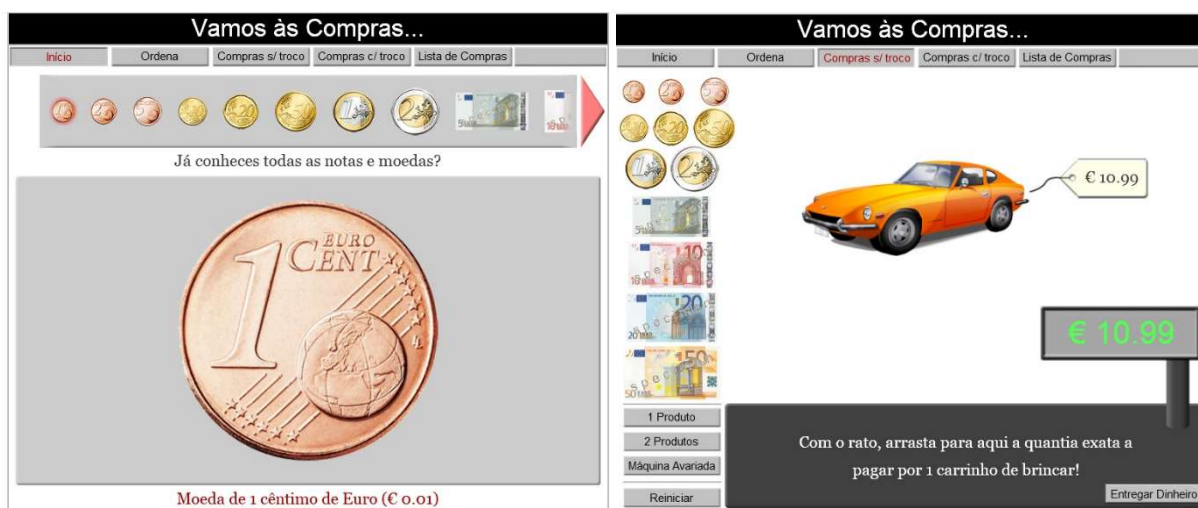 Vamos às Compras...
Início Ordena Compras s/ troco Compras c/ troco Lista de Compras
Já conheces todas as notas e moedas?
1 EURO
CENT
Moeda de 1 cêntimo de Euro (€ 0.01)
Vamos às Compras...
Início Ordena Compras s/ troco Compras c/ troco Lista de Compras
€ 10.99
€ 10.99
1 Produto
2 Produtos
Máquina Avariada
Reiniciar
Com o rato, arrasta para aqui a quantia exata a
pagar por 1 carrinho de brincar!
Entregar Dinheiro